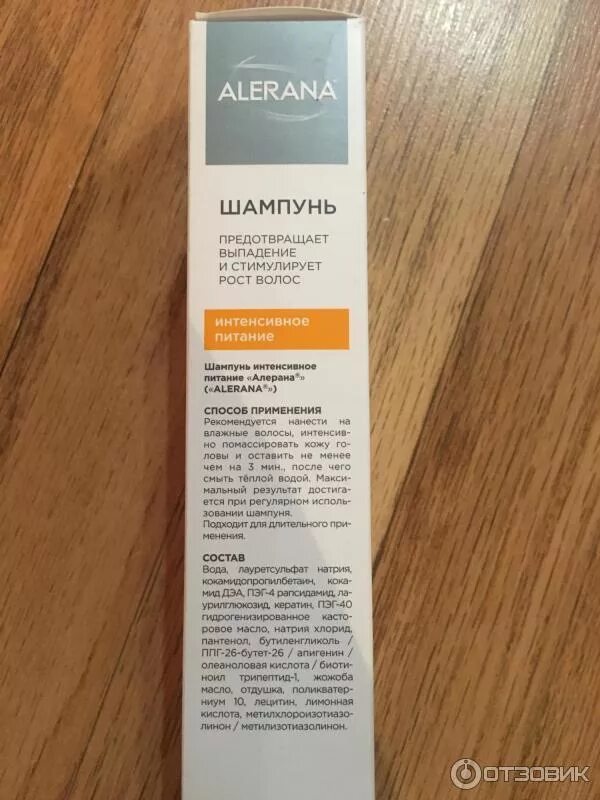 ALERANA®
ШАМПУНЬ
ПРЕДОТВРАЩАЕТ
ВЫПАДЕНИЕ
И СТИМУЛИРУЕТ
РОСТ ВОЛОС
интенсивное
питание
Шампунь интенсивное
питание «Алерана®»
(«ALERANA®»)
СПОСОБ ПРИМЕНЕНИЯ
Рекомендуется нанести на
влажные волосы, интенсив-
но помассировать кожу го-
ловы и оставить не менее
чем на 3 мин., после чего
смыть тёплой водой. Макси-
мальный результат достига-
ется при регулярном исполь-
зовании шампуня.
Подходит для длительного при-
менения.
СОСТАВ
Вода, лауретсульфат натрия,
кокамидопропилбетаин, кока-
мид ДЭА, ПЭГ-4 рапсидамид, ла-
урилглюкозид, кератин, ПЭГ-40
гидрогенизированное касто-
ровое масло, натрия хлорид,
пантенол, бутиленгликоль /
ППГ-26-бутет-26 / апигенин /
олеаноловая кислота / биоти-
ноил трипептид-1, жожоба
масло, отдушка, поликватер-
ниум 10, лецитин, лимонная
кислота, метилхлороизотиазо-
линон / метилизотиазолинон.
ОТЗОВИК